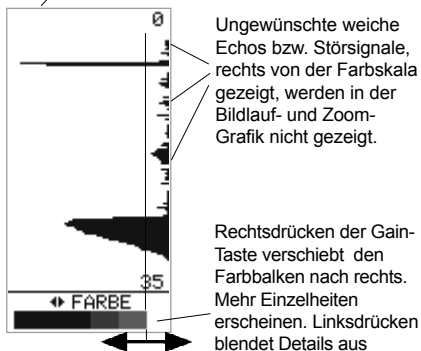 0
Ungewünschte weiche
Echos bzw. Störsignale,
rechts von der Farbskala
gezeigt, werden in der
Bildlauf- und Zoom-
Grafik nicht gezeigt.
35
FARBE
Rechtsdrücken der Gain-
Taste verschiebt den
Farbbalken nach rechts.
Mehr Einzelheiten
erscheinen. Linksdrücken
blendet Details aus